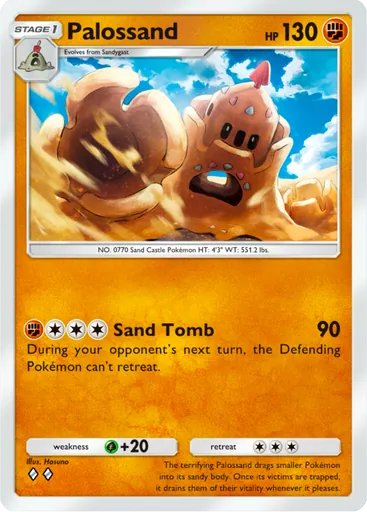 STAGE 1
Palossand
HP 130
Evolves from Sandygast
NO. 0770 Sand Castle Pokémon HT: 4'3" WT: 551.2 lbs.
Sand Tomb 90
During your opponent's next turn, the Defending
Pokémon can't retreat.
weakness +20
retreat
Illus. Hasuno
The terrifying Palossand drags smaller Pokémon
into its sandy body. Once its victims are trapped,
it drains them of their vitality whenever it pleases.